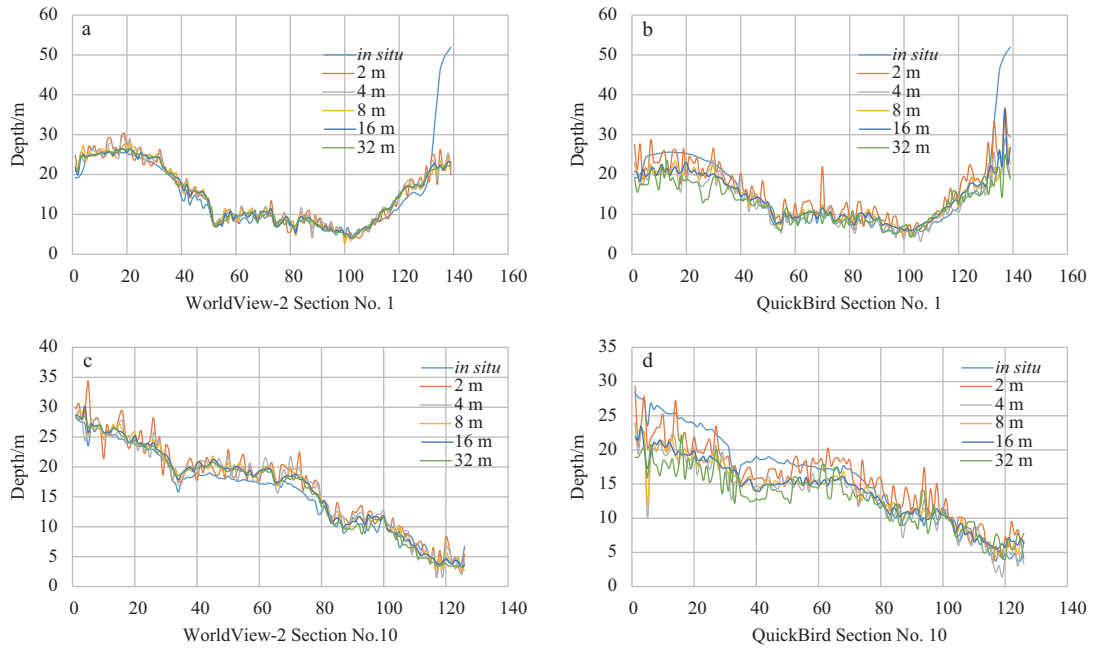 60
50
40
30
20
10
0
Depth/m
a
in situ
2 m
4 m
8 m
16 m
32 m
0 20 40 60 80 100 120 140 160
WorldView-2 Section No. 1
60
50
40
30
20
10
0
Depth/m
b
in situ
2 m
4 m
8 m
16 m
32 m
0 20 40 60 80 100 120 140 160
QuickBird Section No. 1
40
35
30
25
20
15
10
5
0
Depth/m
c
in situ
2 m
4 m
8 m
16 m
32 m
0 20 40 60 80 100 120 140
WorldView-2 Section No.10
35
30
25
20
15
10
5
0
Depth/m
d
in situ
2 m
4 m
8 m
16 m
32 m
0 20 40 60 80 100 120 140
QuickBird Section No. 10